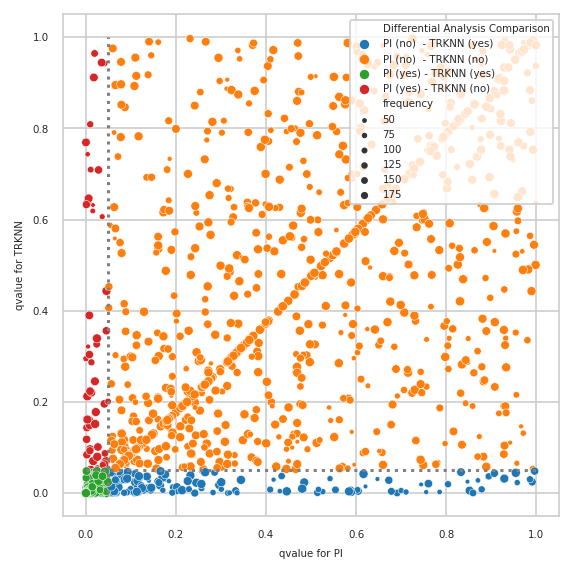 Differential Analysis Comparison
PI (no) - TRKNN (yes)
PI (no) - TRKNN (no)
PI (yes) - TRKNN (yes)
PI (yes) - TRKNN (no)
frequency
50
75
100
125
150
175
1.0
0.8
0.6
0.4
0.2
0.0
qvalue for TRKNN
0.0 0.2 0.4 0.6 0.8 1.0
qvalue for PI